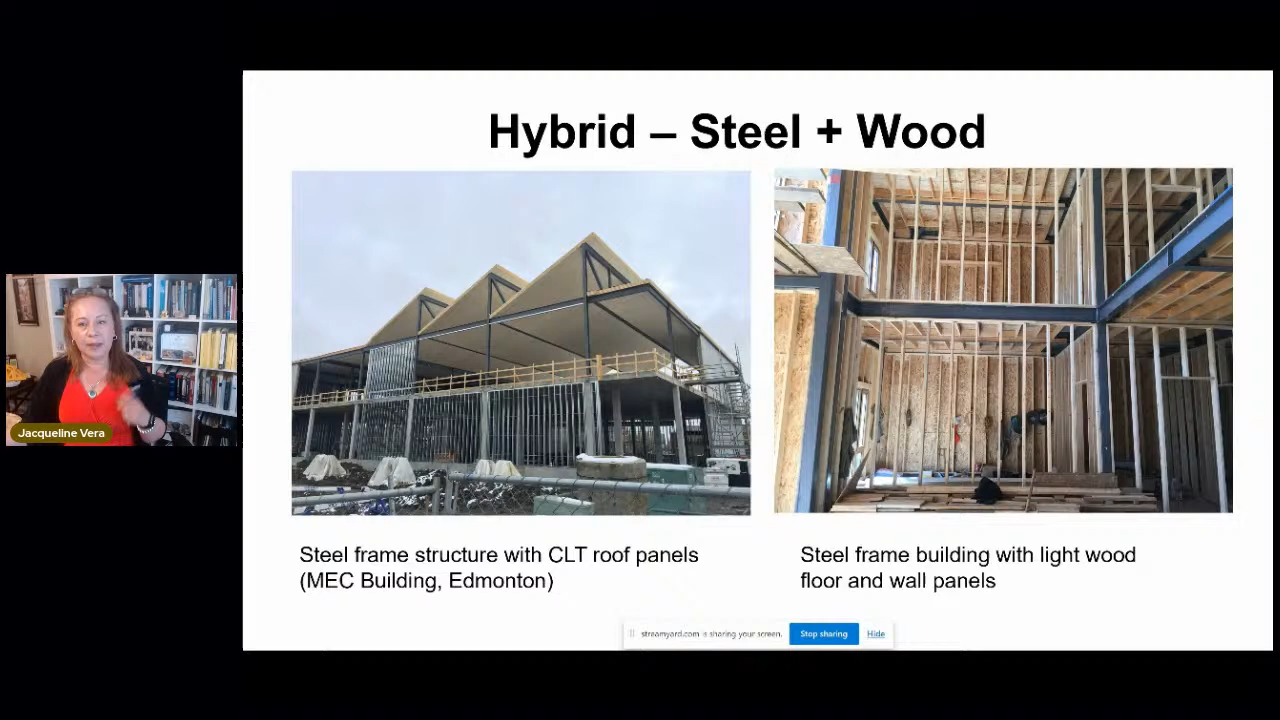 Hybrid – Steel + Wood
Jacqueline Vera
Steel frame structure with CLT roof panels
(MEC Building, Edmonton)
Steel frame building with light wood
floor and wall panels
streamyard.com is sharing your screen.
Stop sharing
Hide